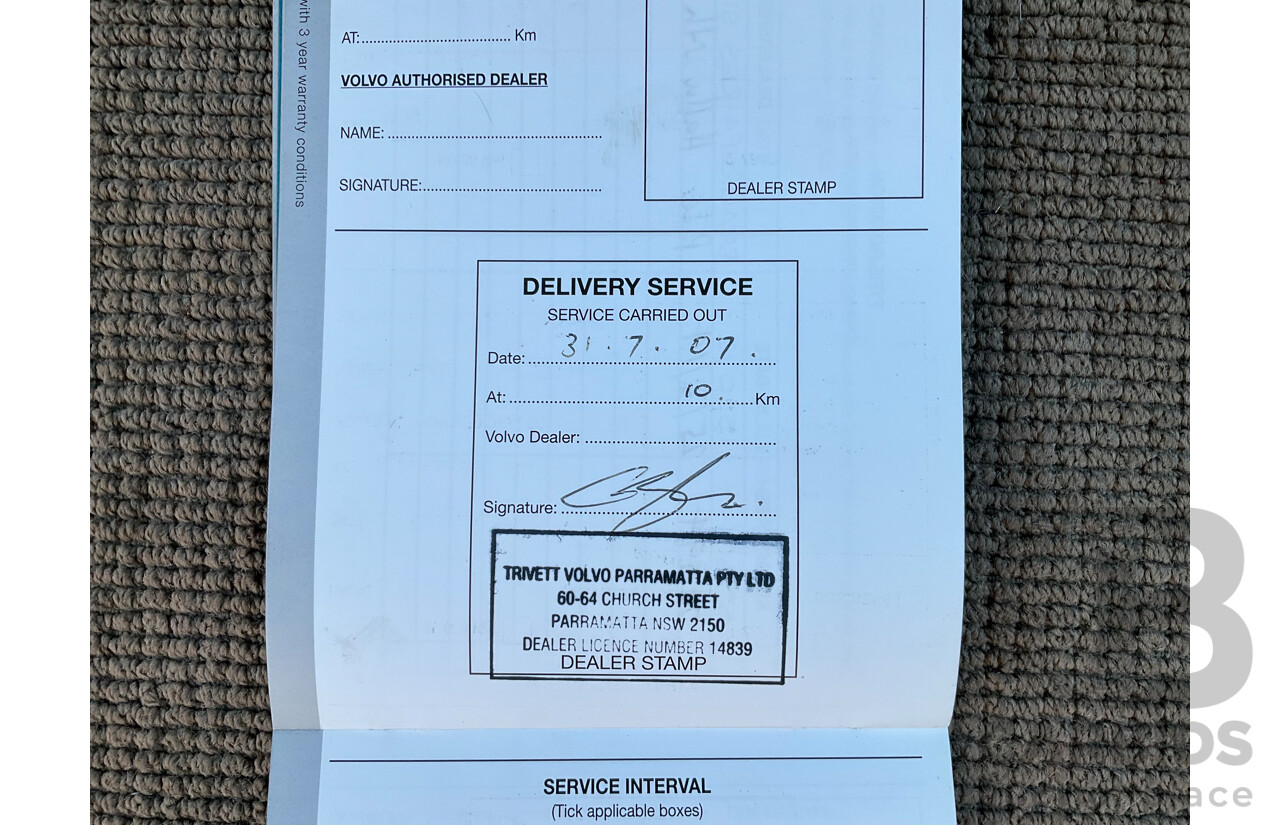 with 3 year warranty conditions
AT:.................................... Km
VOLVO AUTHORISED DEALER
NAME: ....................................................
SIGNATURE:...........................................
DEALER STAMP
DELIVERY SERVICE
SERVICE CARRIED OUT
Date: 31 . 7 . 07 .
At: 10 Km
Volvo Dealer: ................................................
Signature:
TRIVETT VOLVO PARRAMATTA PTY LTD
60-64 CHURCH STREET
PARRAMATTA NSW 2150
DEALER LICENCE NUMBER 14839
DEALER STAMP
SERVICE INTERVAL
(Tick applicable boxes)